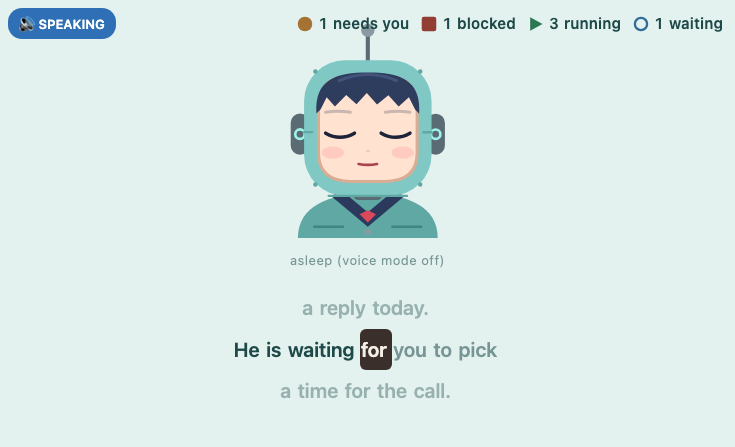 SPEAKING
1 needs you 1 blocked 3 running 1 waiting
asleep (voice mode off)
a reply today.
He is waiting for you to pick
a time for the call.